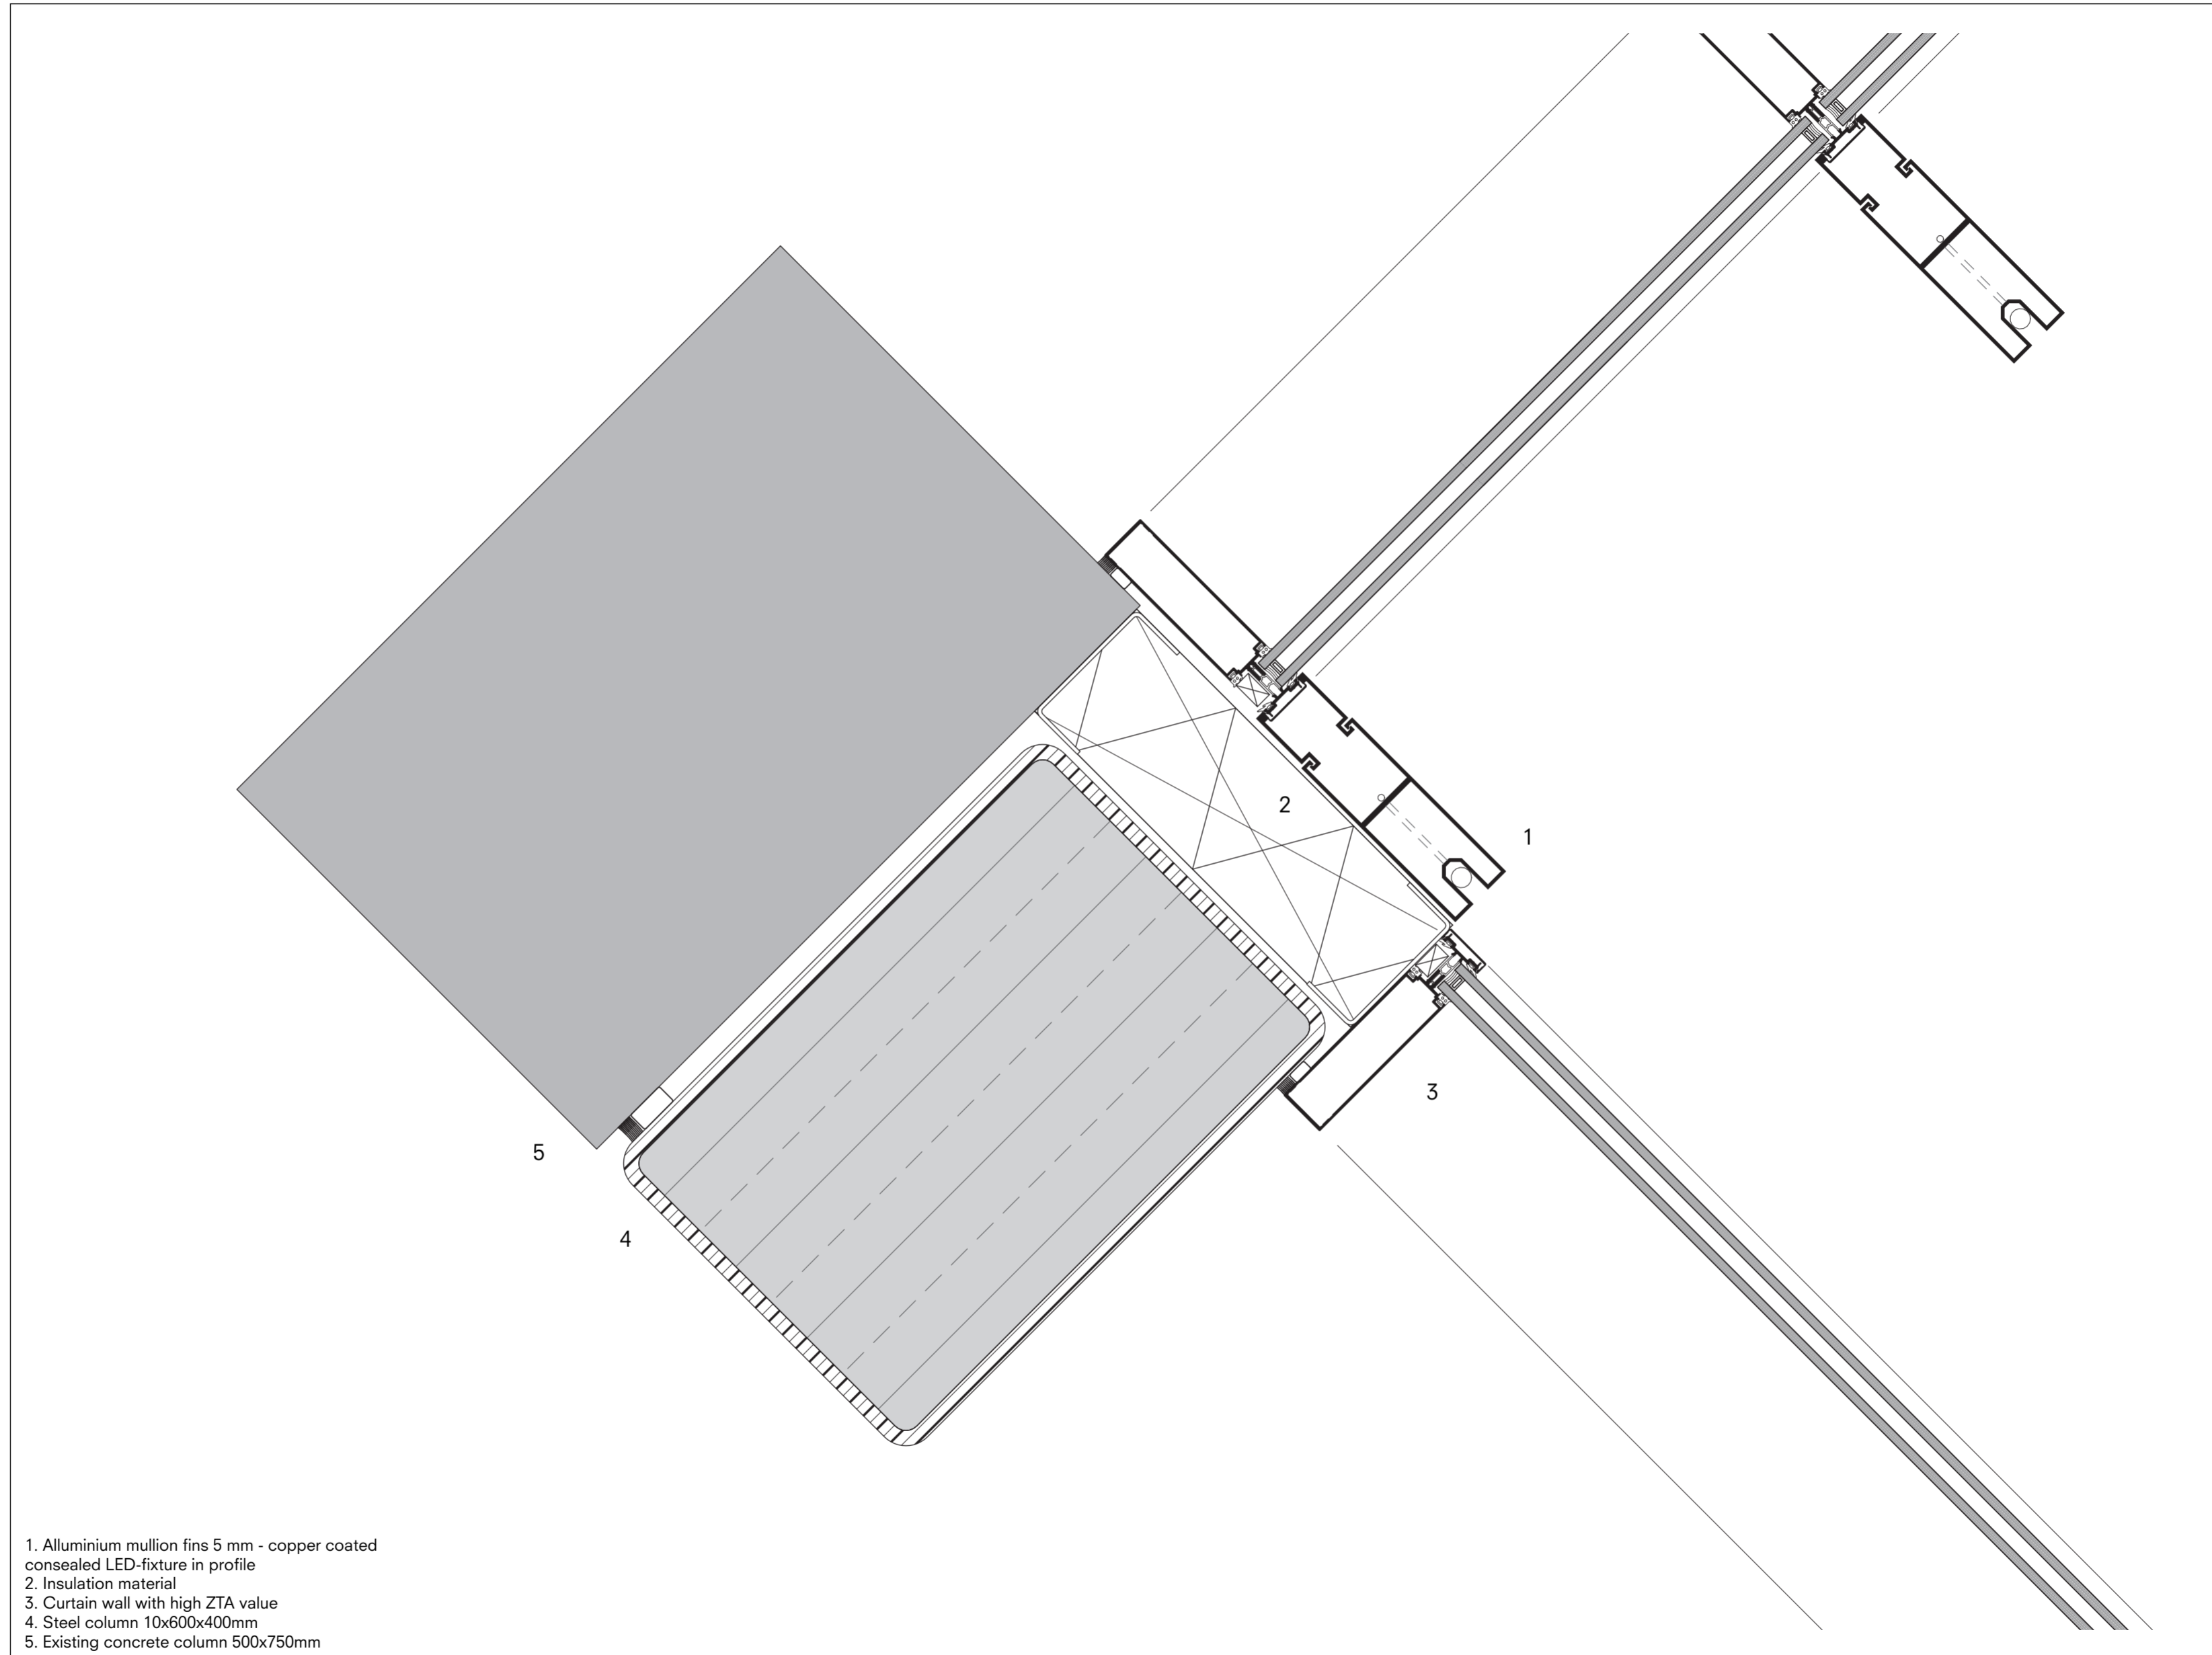 1
2
3
5
4
1. Alluminium mullion fins 5 mm - copper coated
consealed LED-fixture in profile
2. Insulation material
3. Curtain wall with high ZTA value
4. Steel column 10x600x400mm
5. Existing concrete column 500x750mm